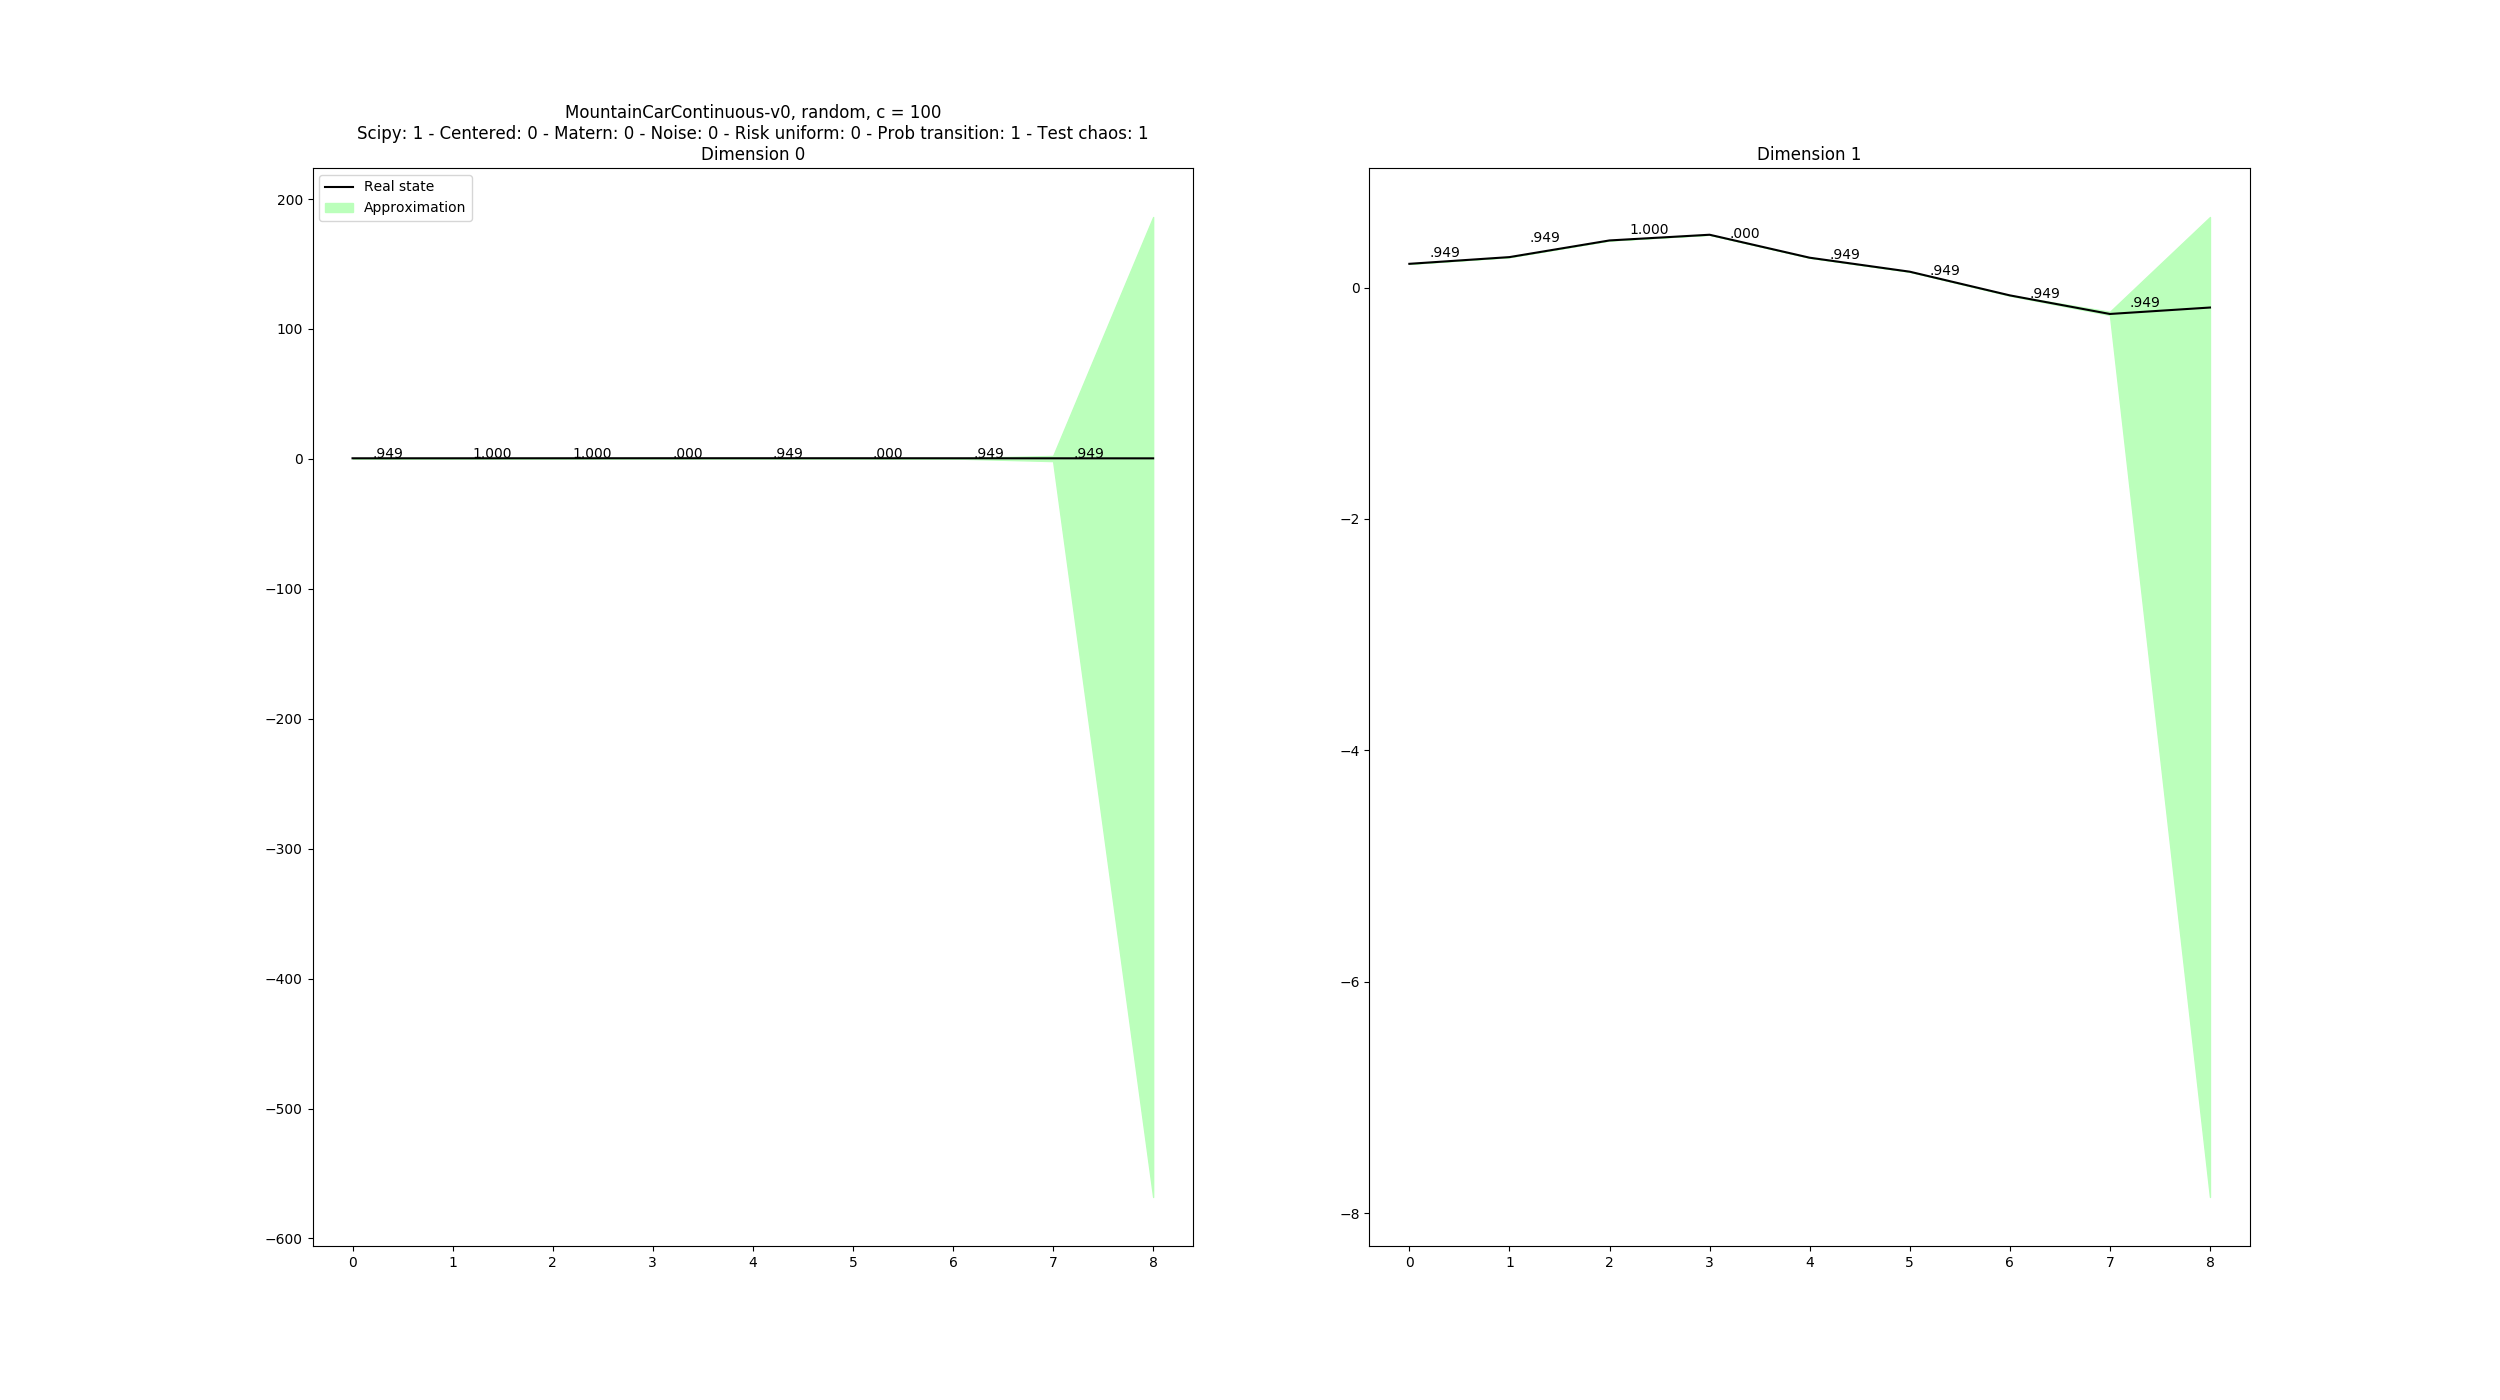 MountainCarContinuous-v0, random, c = 100
Scipy: 1 - Centered: 0 - Matern: 0 - Noise: 0 - Risk uniform: 0 - Prob transition: 1 - Test chaos: 1
Dimension 0
Real state
Approximation
200
100
0
−100
−200
−300
−400
−500
−600
.949 1.000 1.000 .000 .949 .000 .949 .949
0 1 2 3 4 5 6 7 8
Dimension 1
0
−2
−4
−6
−8
.949 .949 1.000 .000 .949 .949 .949 .949
0 1 2 3 4 5 6 7 8